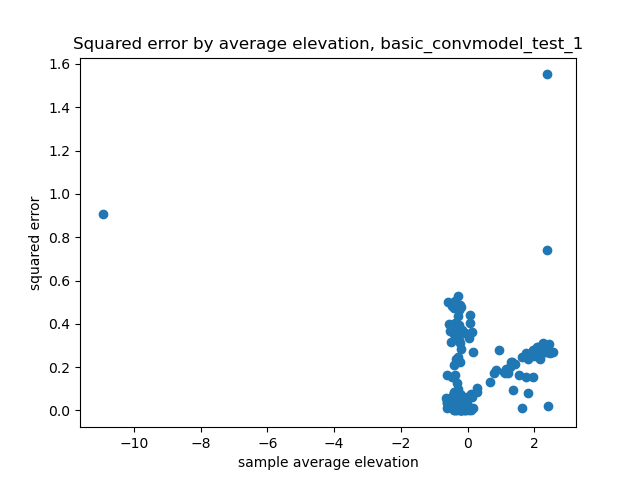 Squared error by average elevation, basic_convmodel_test_1
squared error
1.6
1.4
1.2
1.0
0.8
0.6
0.4
0.2
0.0
−10 −8 −6 −4 −2 0 2
sample average elevation